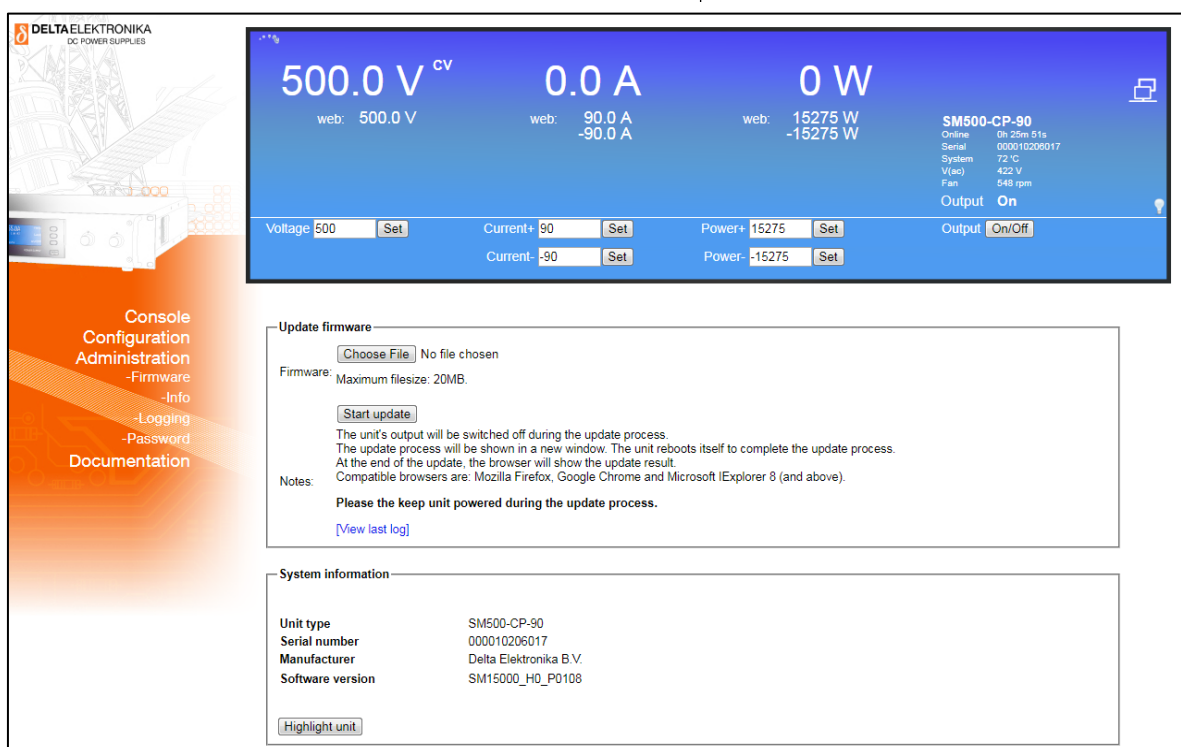 DELTAELEKTRONIKA
DC POWER SUPPLIES
500.0 V CV 0.0 A 0 W
web: 500.0 V web: 90.0 A web: 15275 W
-90.0 A -15275 W
SM500-CP-90
Online 0h 25m 51s
Serial 000010206017
System 72 °C
V(ac) 422 V
Fan 548 rpm
Output On
Voltage 500 Set Current+ 90 Set Power+ 15275 Set Output On/Off
Current- -90 Set Power- -15275 Set
Console
Configuration
Administration
-Firmware
-Info
-Logging
-Password
Documentation
Update firmware
Firmware: Choose File No file chosen
Maximum filesize: 20MB.
Start update
The unit's output will be switched off during the update process.
The update process will be shown in a new window. The unit reboots itself to complete the update process.
At the end of the update, the browser will show the update result.
Notes: Compatible browsers are: Mozilla Firefox, Google Chrome and Microsoft IExplorer 8 (and above).
Please the keep unit powered during the update process.
[View last log]
System information
Unit type SM500-CP-90
Serial number 000010206017
Manufacturer Delta Elektronika B.V.
Software version SM15000_H0_P0108
Highlight unit